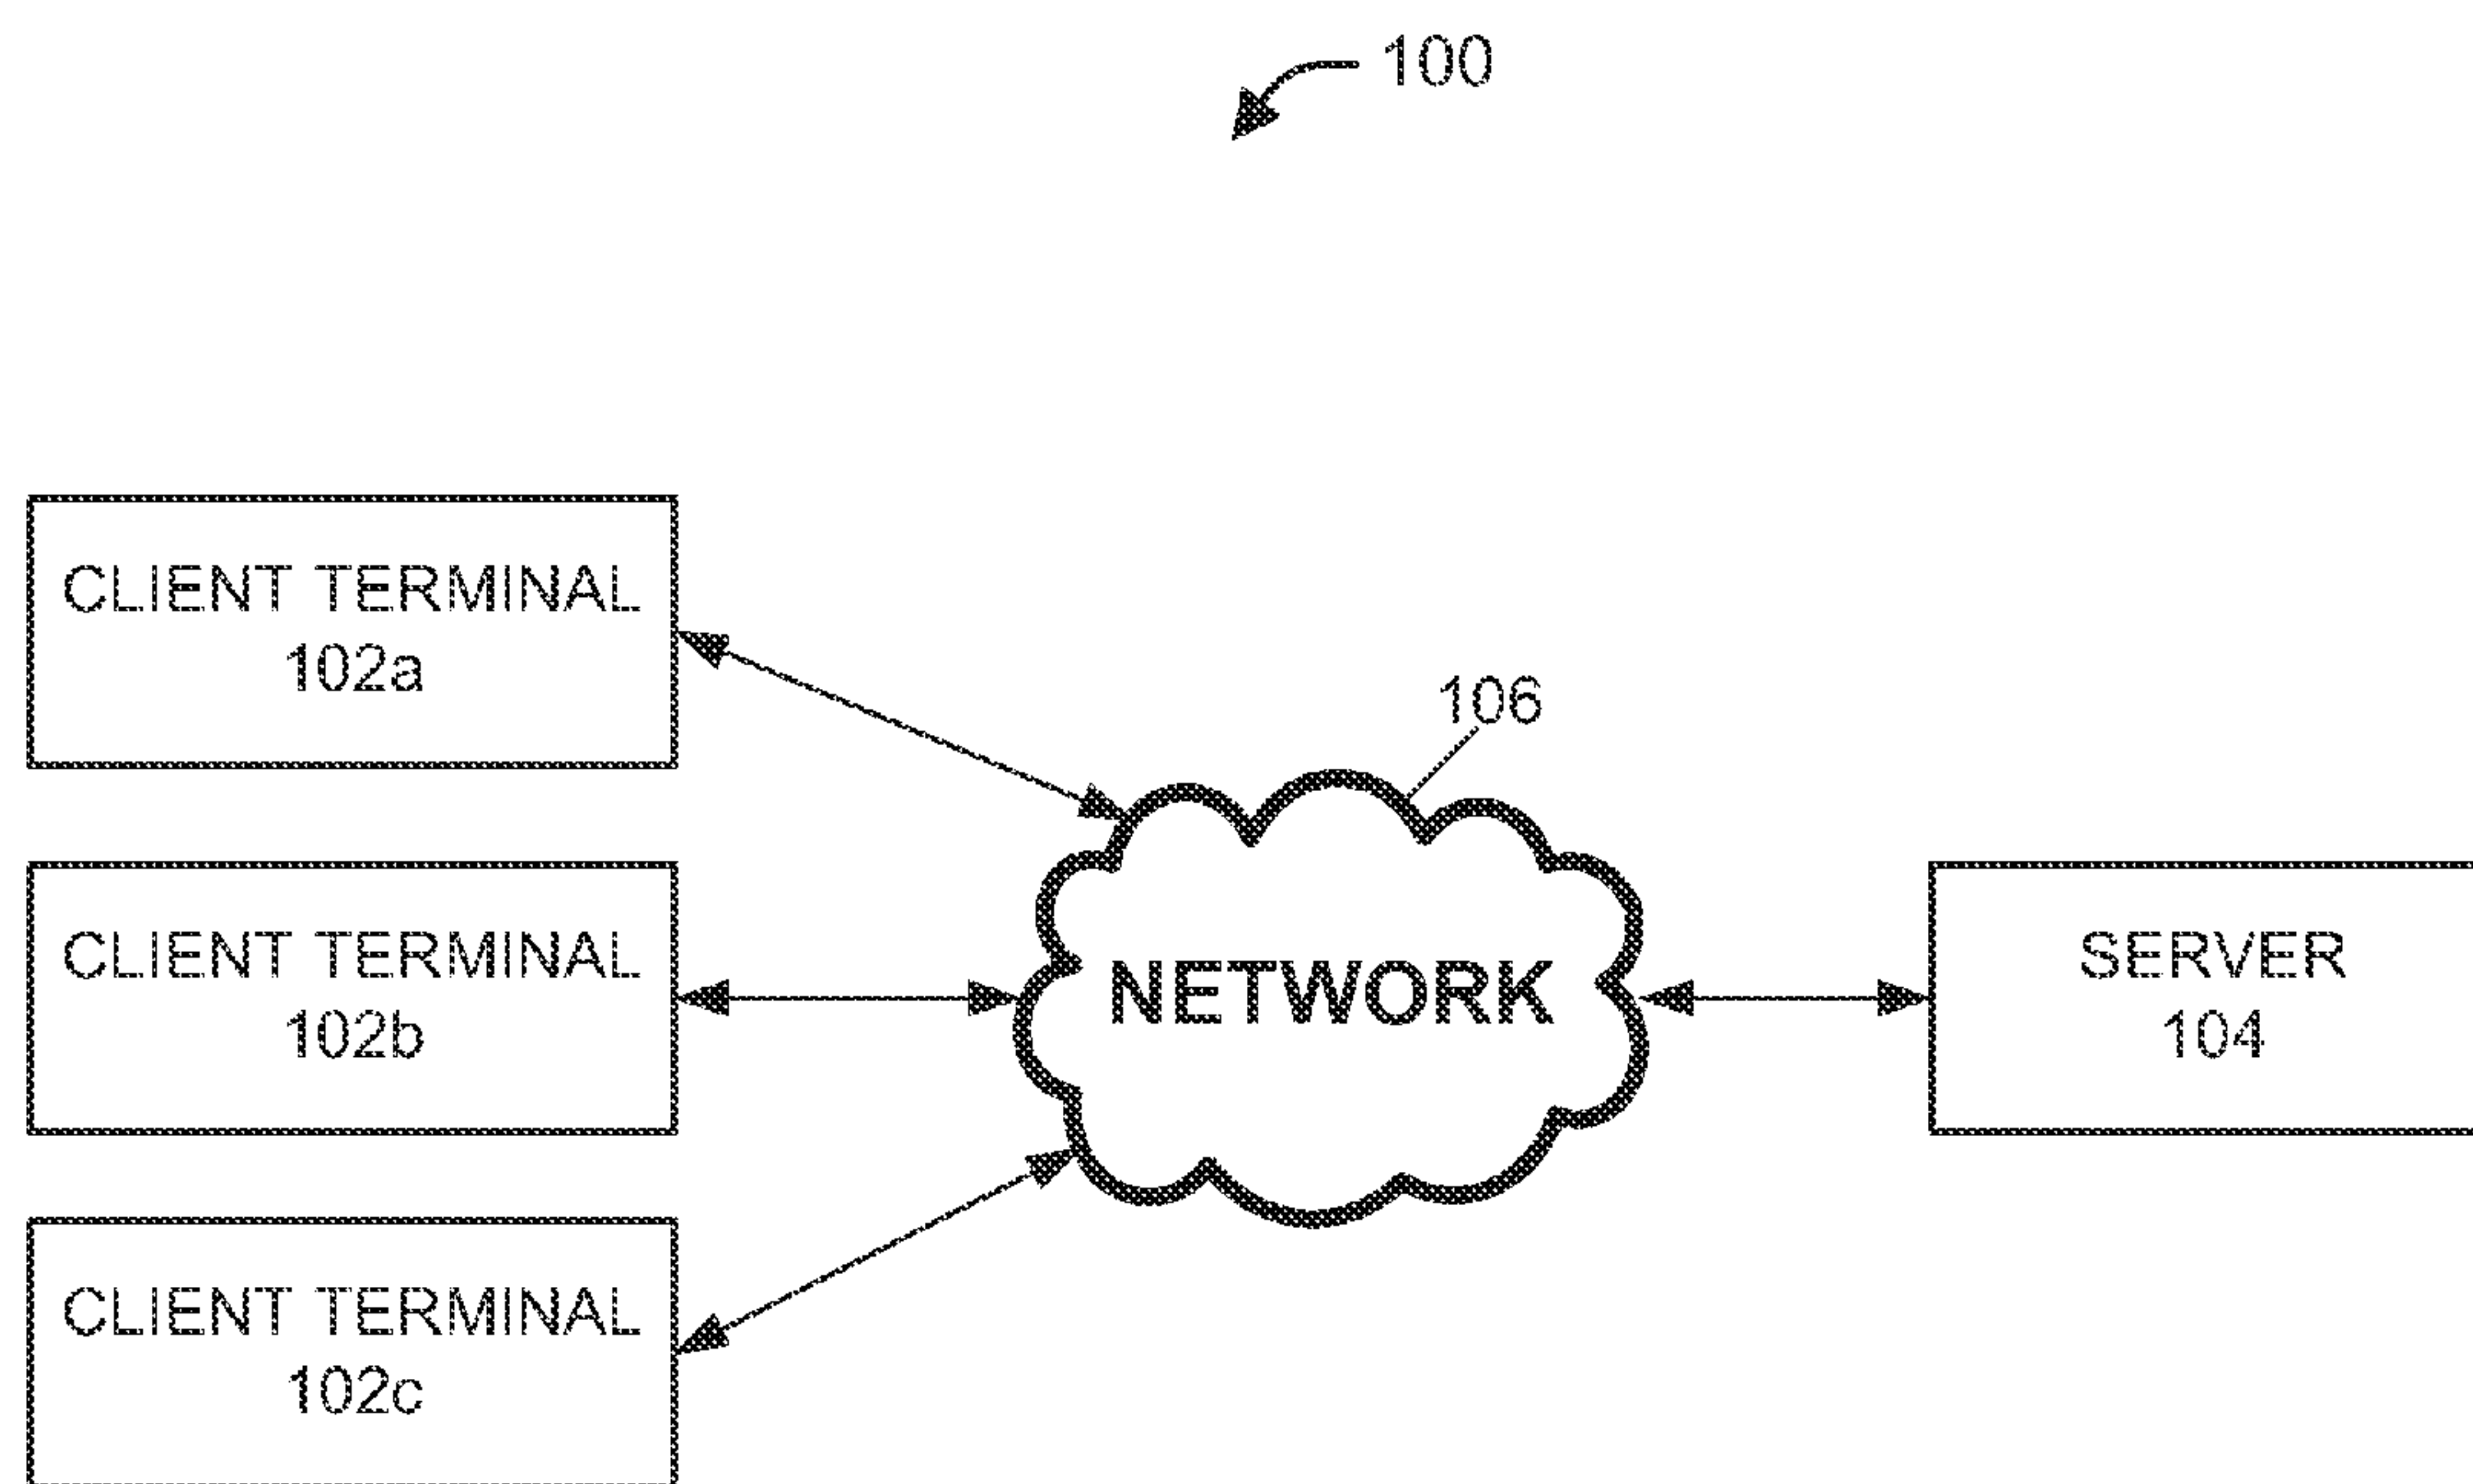 100
CLIENT TERMINAL
102a
106
CLIENT TERMINAL
102b
NETWORK
SERVER
104
CLIENT TERMINAL
102c